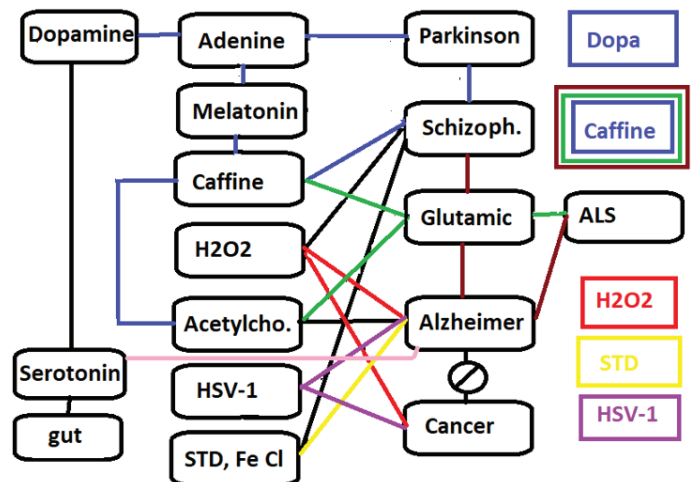 Dopamine
Adenine
Parkinson
Dopa
Melatonin
Schizoph.
Caffine
Caffine
Glutamic
ALS
H2O2
Acetylcho.
Alzheimer
H2O2
Serotonin
HSV-1
STD
gut
Cancer
HSV-1
STD, Fe Cl